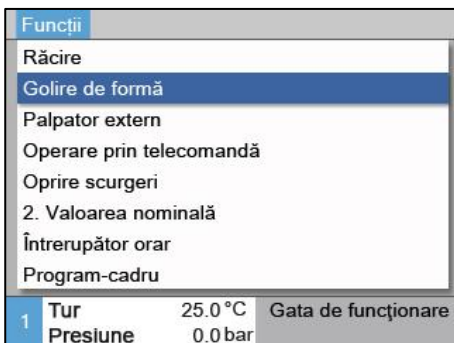 Funcții
Răcire
Golire de formă
Palpator extern
Operare prin telecomandă
Oprire scurgeri
2. Valoarea nominală
Întrerupător orar
Program-cadru
1 Tur 25.0 °C Gata de funcţionare
Presiune 0.0 bar